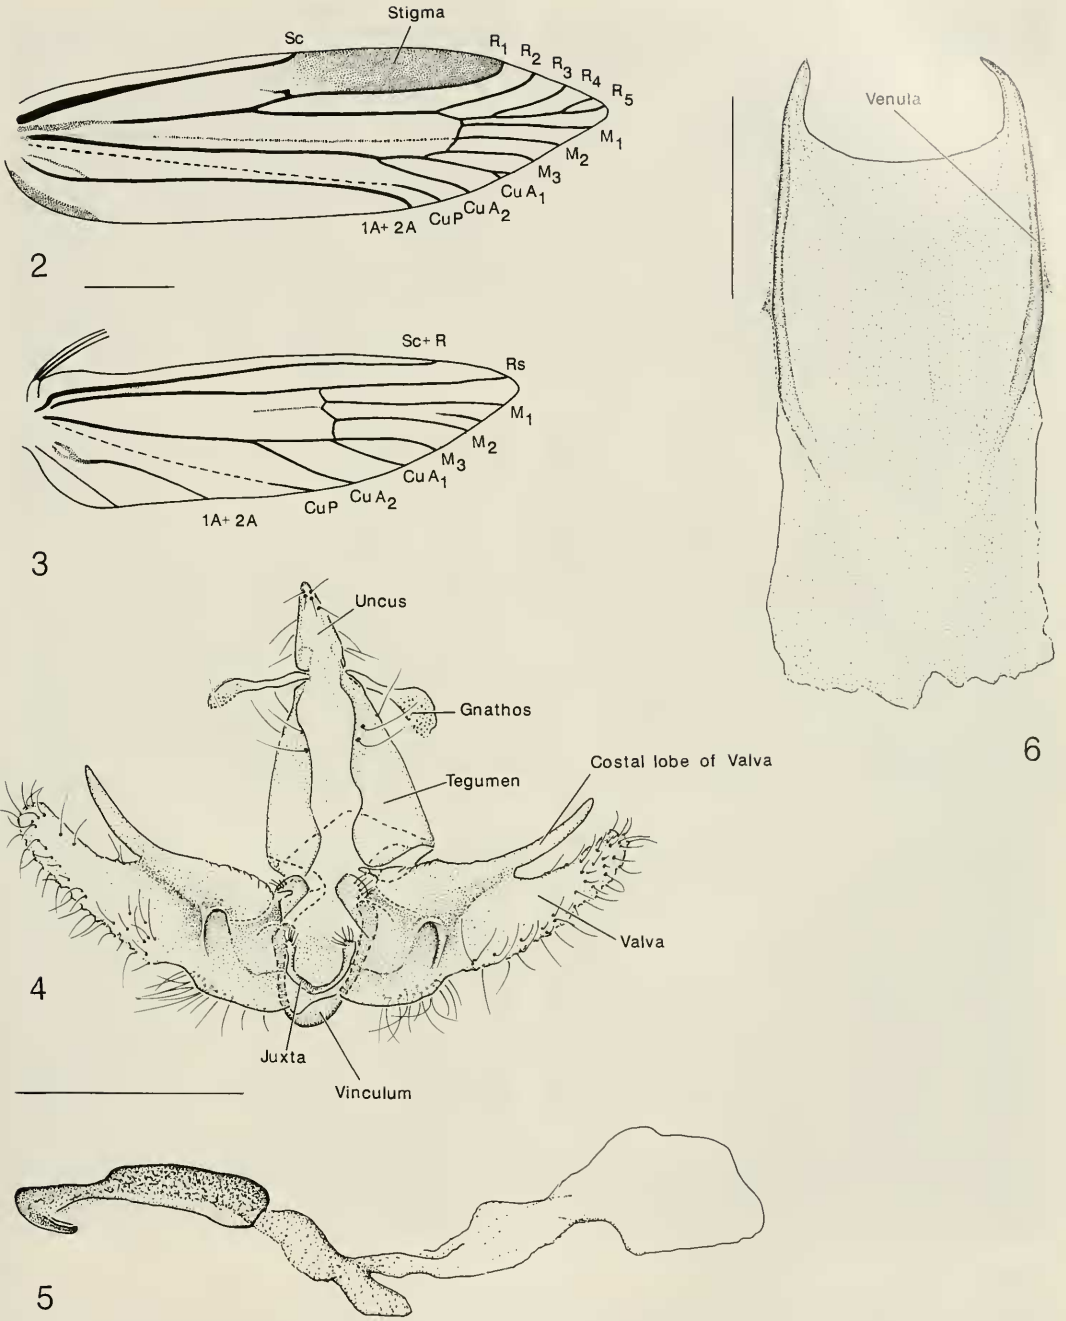 Stigma
Sc
R1
R2
R3
R4
R5
M1
M2
M3
CuA1
CuA2
CuP
1A+ 2A
2
Sc+ R
Rs
M1
M2
M3
CuA1
CuA2
CuP
1A+ 2A
3
Uncus
Gnathos
Tegumen
Costal lobe of Valva
Valva
Juxta
Vinculum
4
5
Venula
6